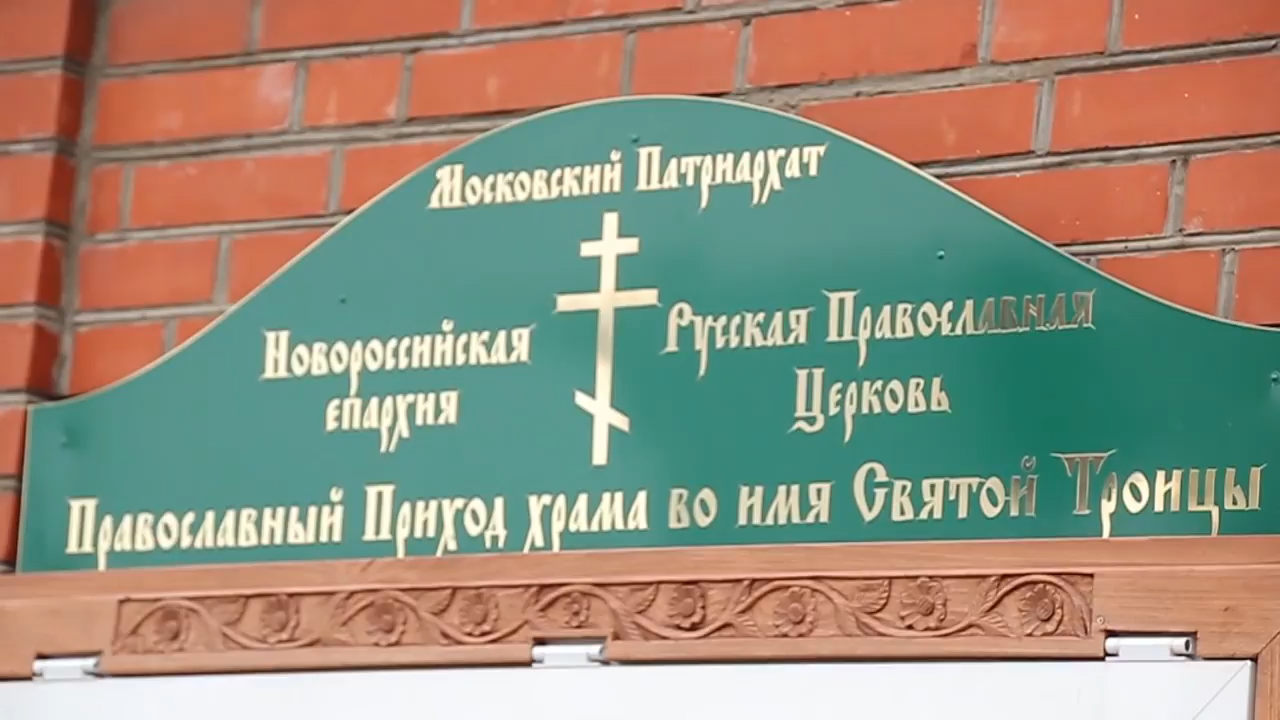 Московский Патриархат
Новороссийская
епархия
Русская Православная
Церковь
Православный Приход храма во имя Святой Троицы